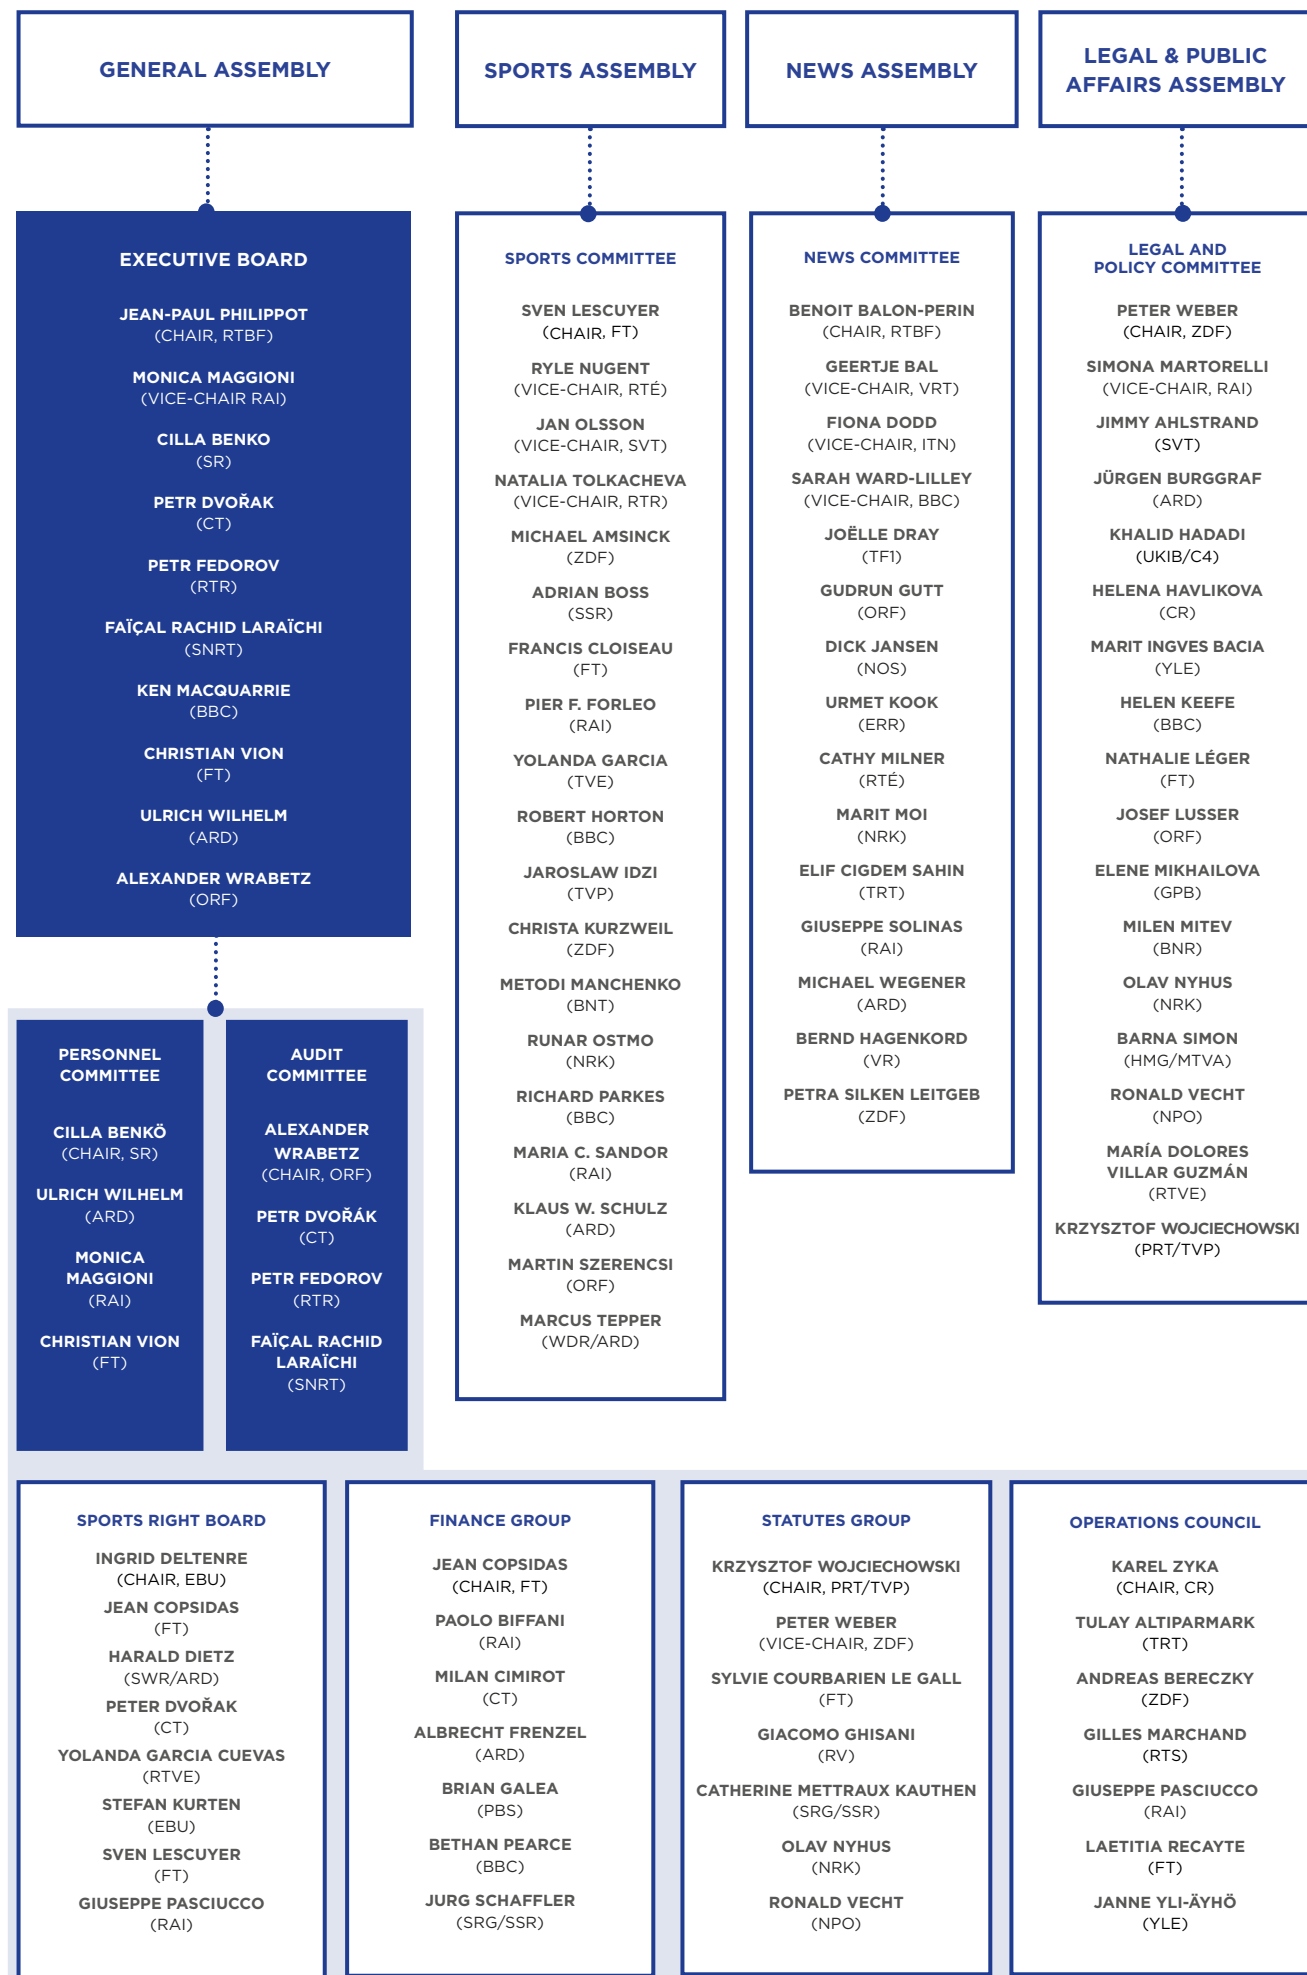 GENERAL ASSEMBLY
SPORTS ASSEMBLY
NEWS ASSEMBLY
LEGAL & PUBLIC
AFFAIRS ASSEMBLY
EXECUTIVE BOARD
JEAN-PAUL PHILIPPOT
(CHAIR, RTBF)
MONICA MAGGIONI
(VICE-CHAIR RAI)
CILLA BENKO
(SR)
PETR DVOŘAK
(CT)
PETR FEDOROV
(RTR)
FAÏÇAL RACHID LARAÏCHI
(SNRT)
KEN MACQUARRIE
(BBC)
CHRISTIAN VION
(FT)
ULRICH WILHELM
(ARD)
ALEXANDER WRABETZ
(ORF)
SPORTS COMMITTEE
SVEN LESCUYER
(CHAIR, FT)
RYLE NUGENT
(VICE-CHAIR, RTÉ)
JAN OLSSON
(VICE-CHAIR, SVT)
NATALIA TOLKACHEVA
(VICE-CHAIR, RTR)
MICHAEL AMSINCK
(ZDF)
ADRIAN BOSS
(SSR)
FRANCIS CLOISEAU
(FT)
PIER F. FORLEO
(RAI)
YOLANDA GARCIA
(TVE)
ROBERT HORTON
(BBC)
JAROSLAW IDZI
(TVP)
CHRISTA KURZWEIL
(ZDF)
METODI MANCHENKO
(BNT)
RUNAR OSTMO
(NRK)
RICHARD PARKES
(BBC)
MARIA C. SANDOR
(RAI)
KLAUS W. SCHULZ
(ARD)
MARTIN SZERENCSI
(ORF)
MARCUS TEPPER
(WDR/ARD)
NEWS COMMITTEE
BENOIT BALON-PERIN
(CHAIR, RTBF)
GEERTJE BAL
(VICE-CHAIR, VRT)
FIONA DODD
(VICE-CHAIR, ITN)
SARAH WARD-LILLEY
(VICE-CHAIR, BBC)
JOËLLE DRAY
(TF1)
GUDRUN GUTT
(ORF)
DICK JANSEN
(NOS)
URMET KOOK
(ERR)
CATHY MILNER
(RTÉ)
MARIT MOI
(NRK)
ELIF CIGDEM SAHIN
(TRT)
GIUSEPPE SOLINAS
(RAI)
MICHAEL WEGENER
(ARD)
BERND HAGENKORD
(VR)
PETRA SILKEN LEITGEB
(ZDF)
LEGAL AND
POLICY COMMITTEE
PETER WEBER
(CHAIR, ZDF)
SIMONA MARTORELLI
(VICE-CHAIR, RAI)
JIMMY AHLSTRAND
(SVT)
JÜRGEN BURGGRAF
(ARD)
KHALID HADADI
(UKIB/C4)
HELENA HAVLIKOVA
(CR)
MARIT INGVES BACIA
(YLE)
HELEN KEEFE
(BBC)
NATHALIE LÉGER
(FT)
JOSEF LUSSER
(ORF)
ELENE MIKHAILOVA
(GPB)
MILEN MITEV
(BNR)
OLAV NYHUS
(NRK)
BARNA SIMON
(HMG/MTVA)
RONALD VECHT
(NPO)
MARÍA DOLORES
VILLAR GUZMÁN
(RTVE)
KRZYSZTOF WOJCIECHOWSKI
(PRT/TVP)
PERSONNEL
COMMITTEE
CILLA BENKÖ
(CHAIR, SR)
ULRICH WILHELM
(ARD)
MONICA
MAGGIONI
(RAI)
CHRISTIAN VION
(FT)
AUDIT
COMMITTEE
ALEXANDER
WRABETZ
(CHAIR, ORF)
PETR DVOŘÁK
(CT)
PETR FEDOROV
(RTR)
FAÏÇAL RACHID
LARAÏCHI
(SNRT)
SPORTS RIGHT BOARD
INGRID DELTENRE
(CHAIR, EBU)
JEAN COPSIDAS
(FT)
HARALD DIETZ
(SWR/ARD)
PETER DVOŘAK
(CT)
YOLANDA GARCIA CUEVAS
(RTVE)
STEFAN KURTEN
(EBU)
SVEN LESCUYER
(FT)
GIUSEPPE PASCIUCCO
(RAI)
FINANCE GROUP
JEAN COPSIDAS
(CHAIR, FT)
PAOLO BIFFANI
(RAI)
MILAN CIMIROT
(CT)
ALBRECHT FRENZEL
(ARD)
BRIAN GALEA
(PBS)
BETHAN PEARCE
(BBC)
JURG SCHAFFLER
(SRG/SSR)
STATUTES GROUP
KRZYSZTOF WOJCIECHOWSKI
(CHAIR, PRT/TVP)
PETER WEBER
(VICE-CHAIR, ZDF)
SYLVIE COURBARIEN LE GALL
(FT)
GIACOMO GHISANI
(RV)
CATHERINE METTRAUX KAUTHEN
(SRG/SSR)
OLAV NYHUS
(NRK)
RONALD VECHT
(NPO)
OPERATIONS COUNCIL
KAREL ZYKA
(CHAIR, CR)
TULAY ALTIPARMARK
(TRT)
ANDREAS BERECZKY
(ZDF)
GILLES MARCHAND
(RTS)
GIUSEPPE PASCIUCCO
(RAI)
LAETITIA RECAYTE
(FT)
JANNE YLI-ÄYHÖ
(YLE)